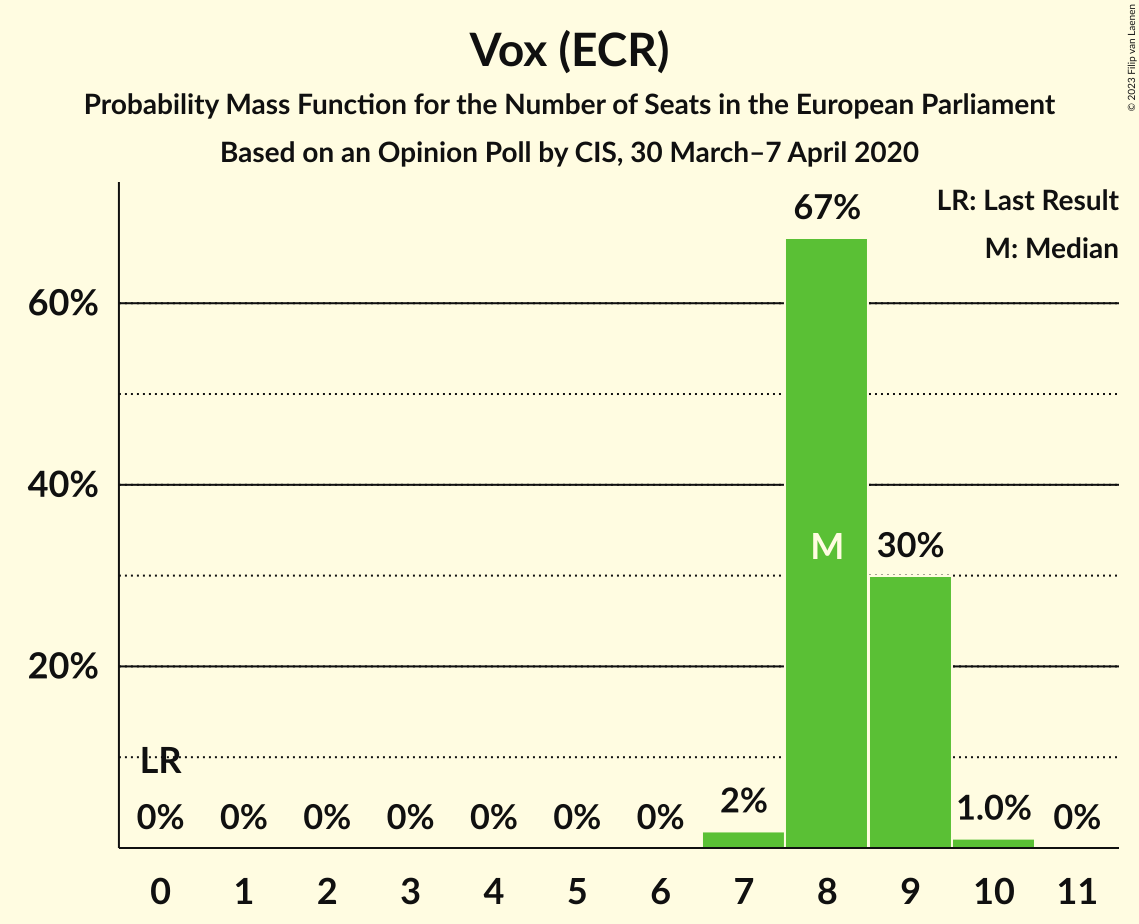 Vox (ECR)
Probability Mass Function for the Number of Seats in the European Parliament
Based on an Opinion Poll by CIS, 30 March–7 April 2020
© 2023 Filip van Laenen
LR: Last Result
M: Median
67%
60%
40%
M
30%
20%
LR
0% 0% 0% 0% 0% 0% 0% 2% 1.0% 0%
0 1 2 3 4 5 6 7 8 9 10 11